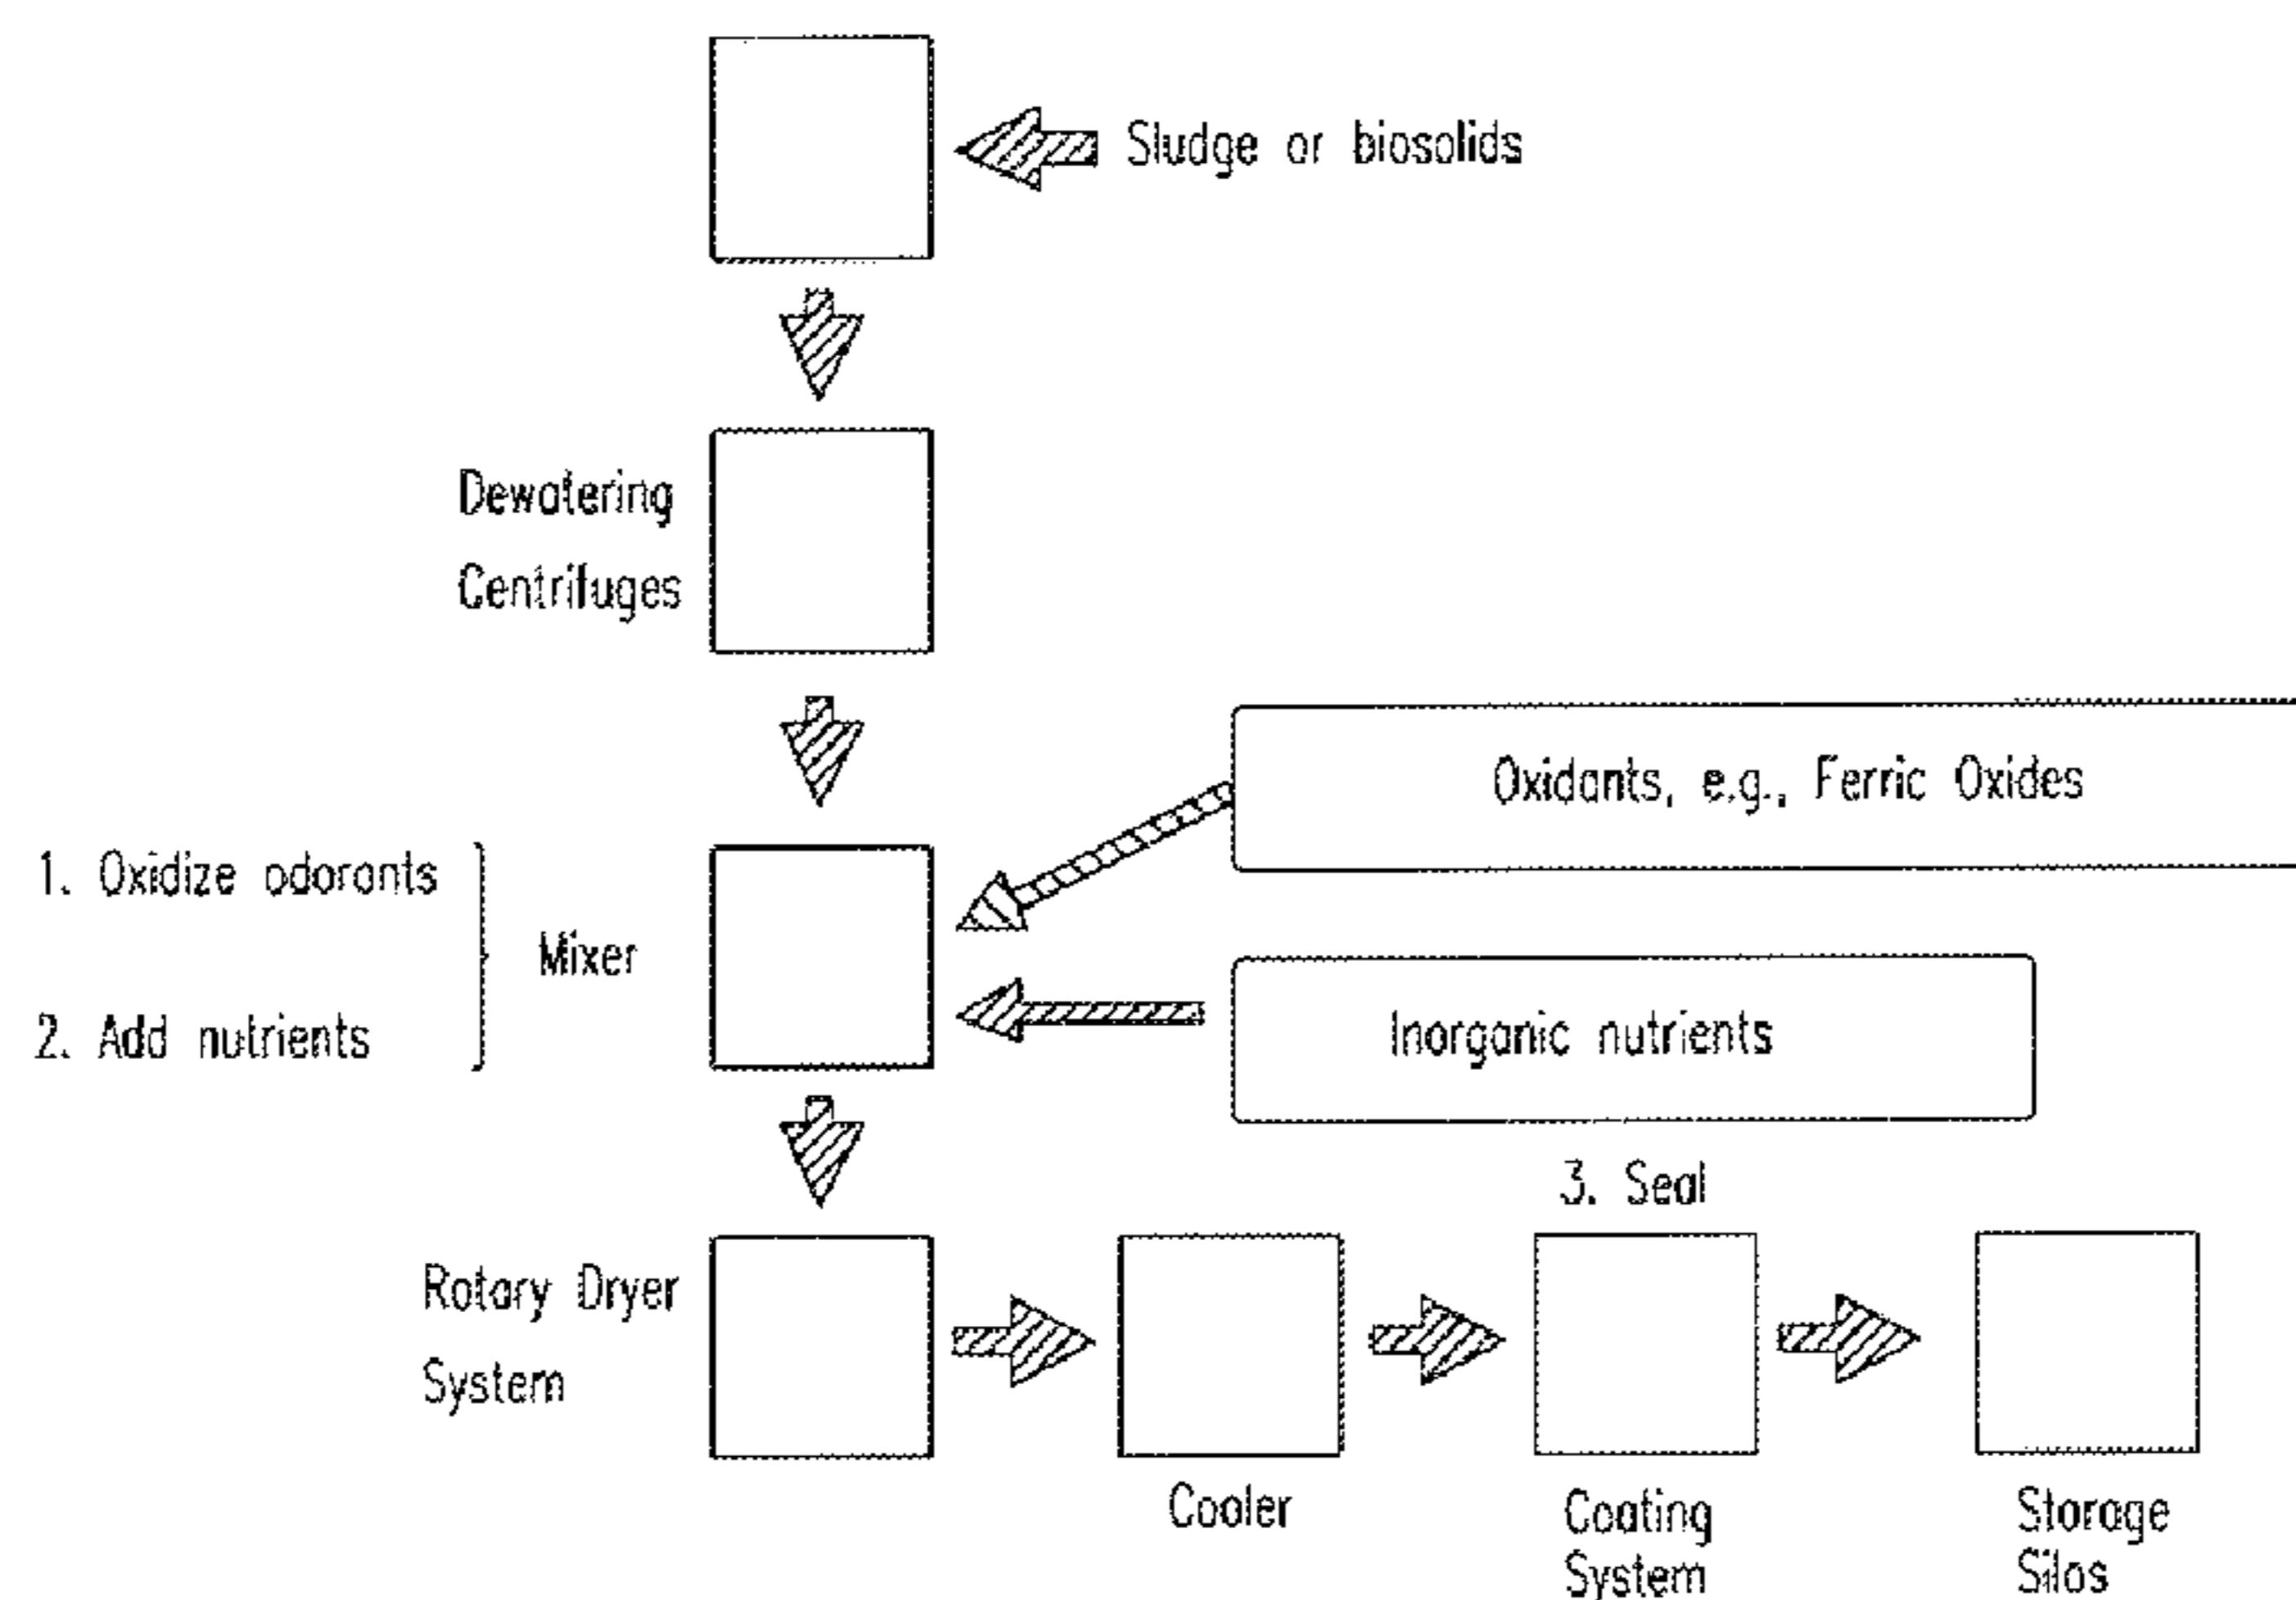 Sludge or biosolids
Dewatering
Centrifuges
Oxidants, e.g., Ferric Oxides
1. Oxidize odorants
Mixer
2. Add nutrients
Inorganic nutrients
3. Seal
Rotary Dryer
System
Cooler
Coating
System
Storage
Silos